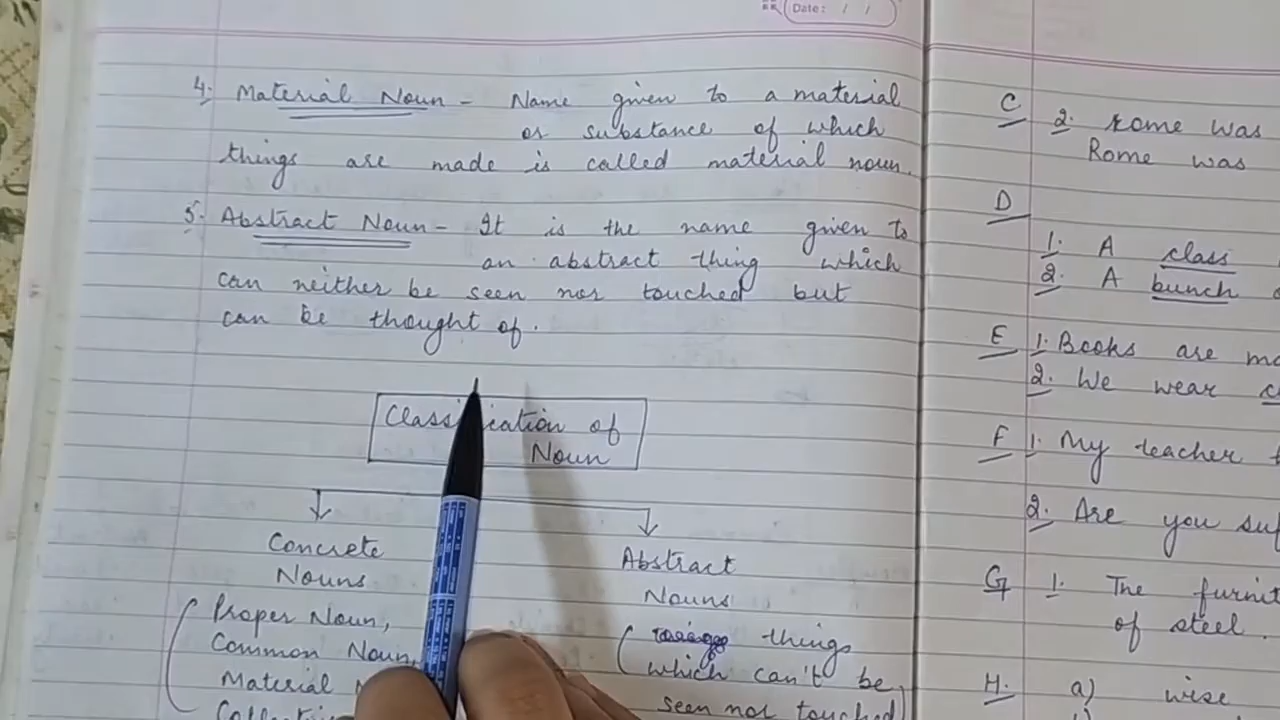 Date: / /
4. Material Noun - Name given to a material
or substance of which
things are made is called material noun.
5. Abstract Noun - It is the name given to
an abstract thing which
can neither be seen nor touched but
can be thought of.
Classification of
Noun
Concrete
Nouns
Abstract
Nouns
(Proper Noun,
Common Noun,
Material
(things
which can't be
seen nor touched)
C 2. Rome was
Rome was
D
1. A class
2. A bunch
E 1. Books are
2. We wear
F 1. My teacher
2. Are you
G 1. The
of steel.
H. a) wise